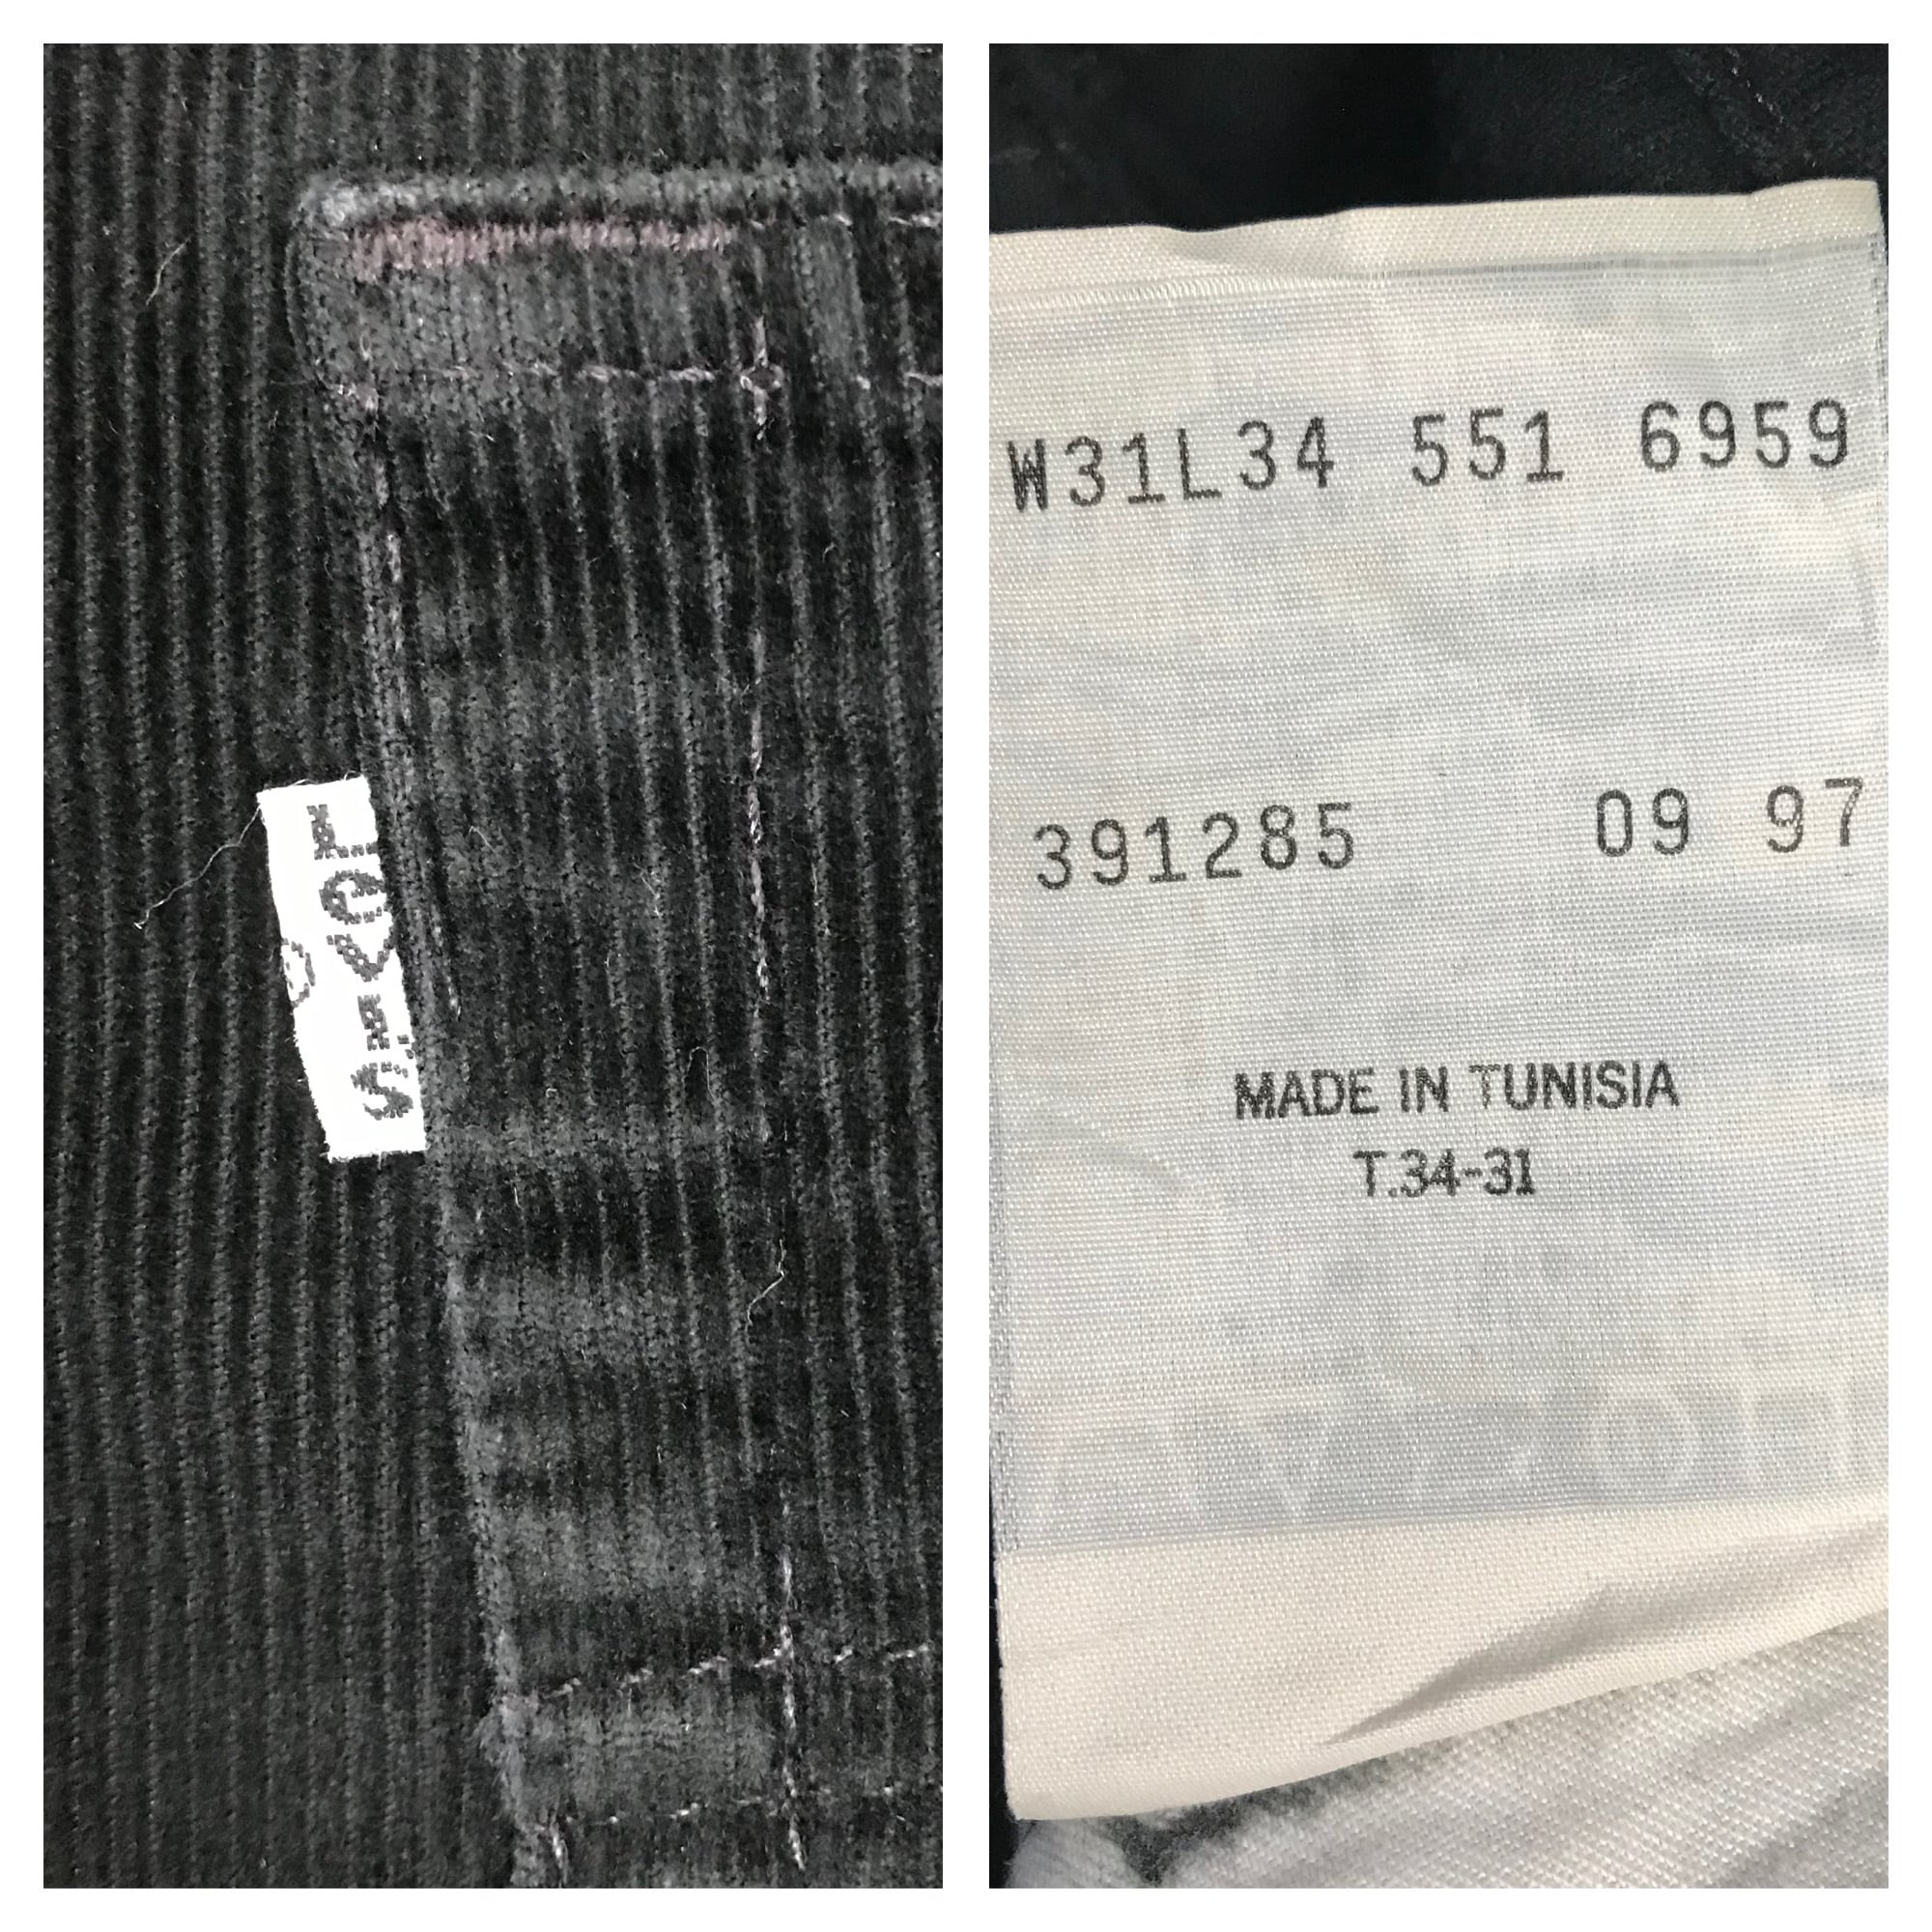 LEVI'S
®
W31L34 551 6959
391285 09 97
MADE IN TUNISIA
T.34-31